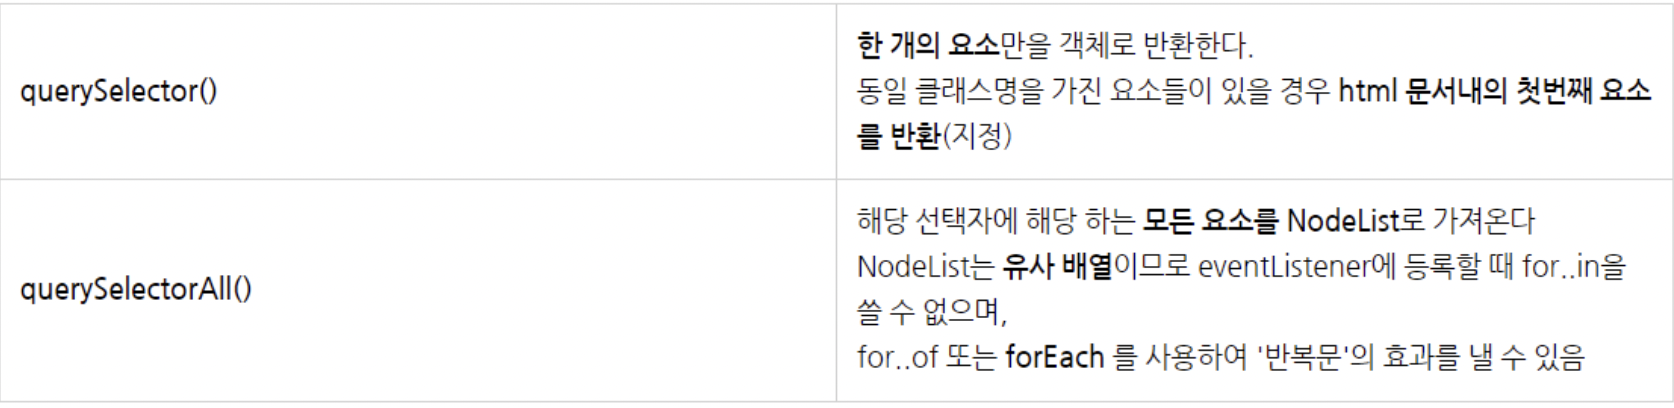 querySelector()
한 개의 요소만을 객체로 반환한다.
동일 클래스명을 가진 요소들이 있을 경우 html 문서내의 첫번째 요소
를 반환(지정)
querySelectorAll()
해당 선택자에 해당 하는 모든 요소를 NodeList로 가져온다
NodeList는 유사 배열이므로 eventListener에 등록할 때 for..in을
쓸 수 없으며,
for..of 또는 forEach 를 사용하여 '반복문'의 효과를 낼 수 있음